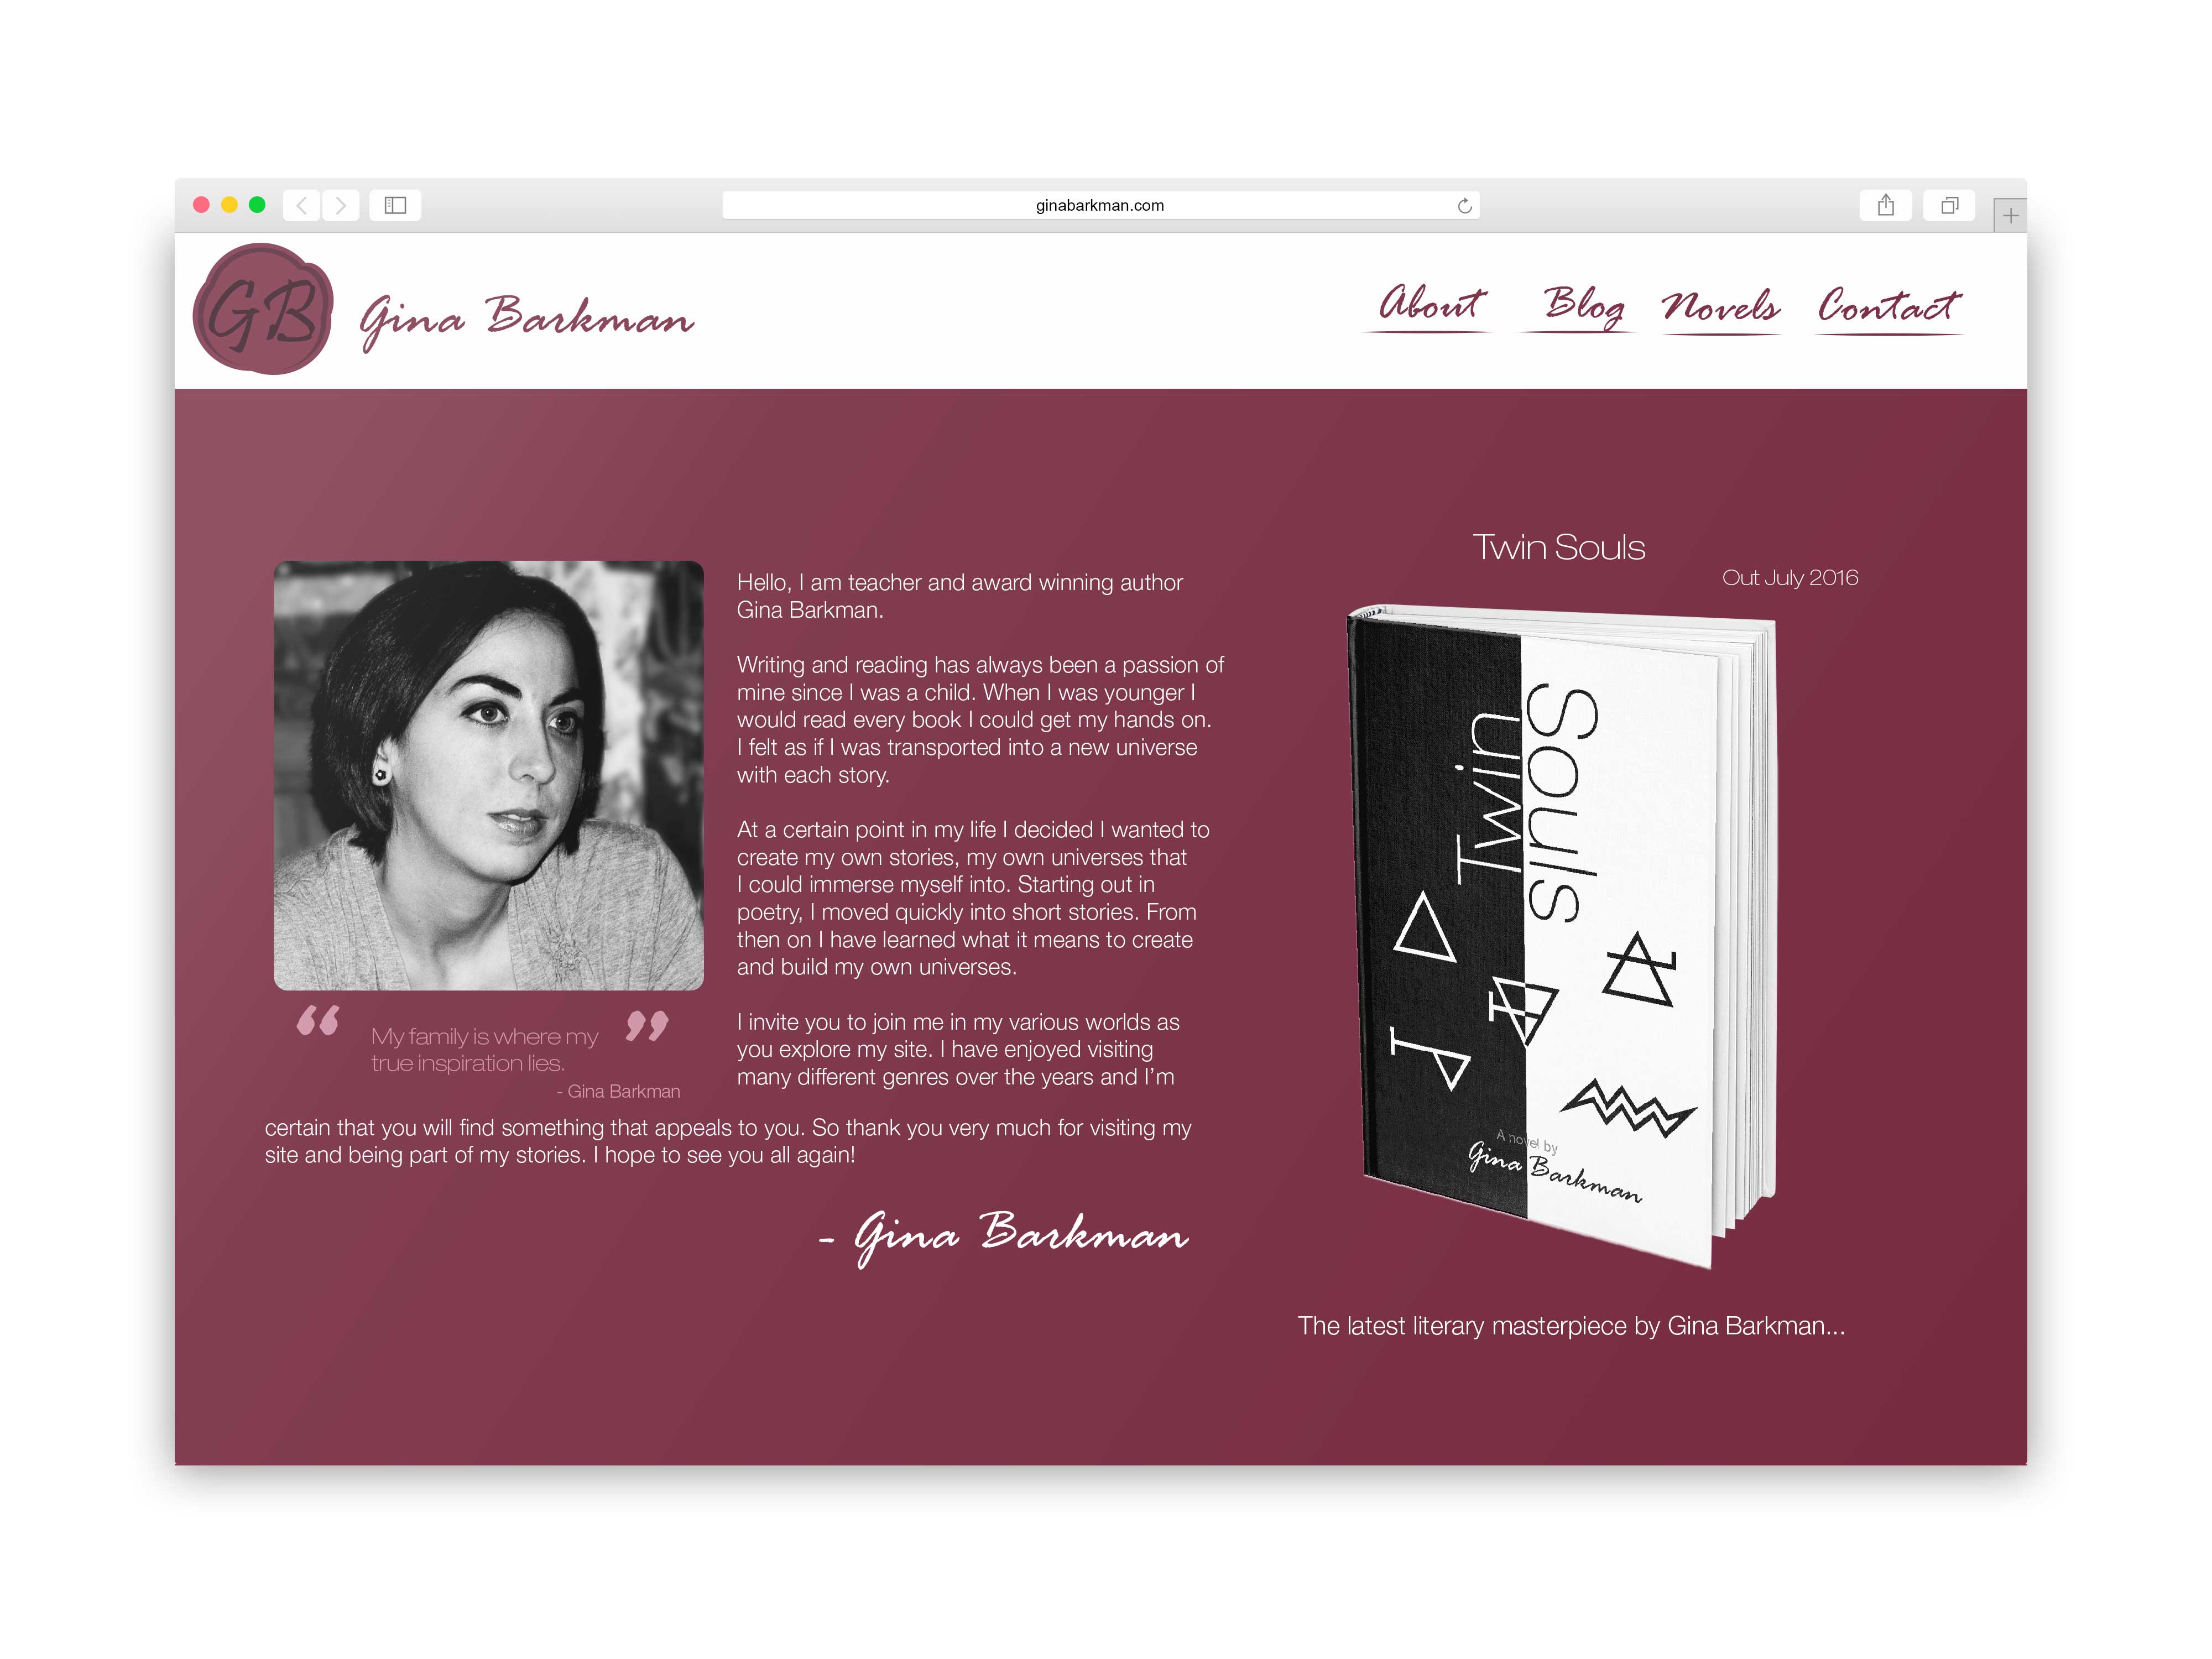 ginabarkman.com
GB
Gina Barkman
About
Blog
Novels
Contact
Hello, I am teacher and award winning author
Gina Barkman.
Writing and reading has always been a passion of
mine since I was a child. When I was younger I
would read every book I could get my hands on.
I felt as if I was transported into a new universe
with each story.
At a certain point in my life I decided I wanted to
create my own stories, my own universes that
I could immerse myself into. Starting out in
poetry, I moved quickly into short stories. From
then on I have learned what it means to create
and build my own universes.
I invite you to join me in my various worlds as
you explore my site. I have enjoyed visiting
many different genres over the years and I'm
certain that you will find something that appeals to you. So thank you very much for visiting my
site and being part of my stories. I hope to see you all again!
- Gina Barkman
“ My family is where my ”
true inspiration lies.
- Gina Barkman
Twin Souls
Out July 2016
Twin
Souls
A novel by
Gina Barkman
The latest literary masterpiece by Gina Barkman...